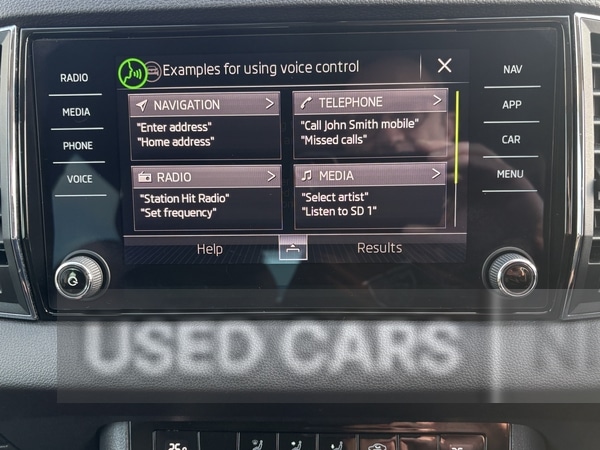 Examples for using voice control
RADIO
MEDIA
PHONE
VOICE
NAV
APP
CAR
MENU
NAVIGATION
"Enter address"
"Home address"
TELEPHONE
"Call John Smith mobile"
"Missed calls"
RADIO
"Station Hit Radio"
"Set frequency"
MEDIA
"Select artist"
"Listen to SD 1"
Help
Results
USED CARS